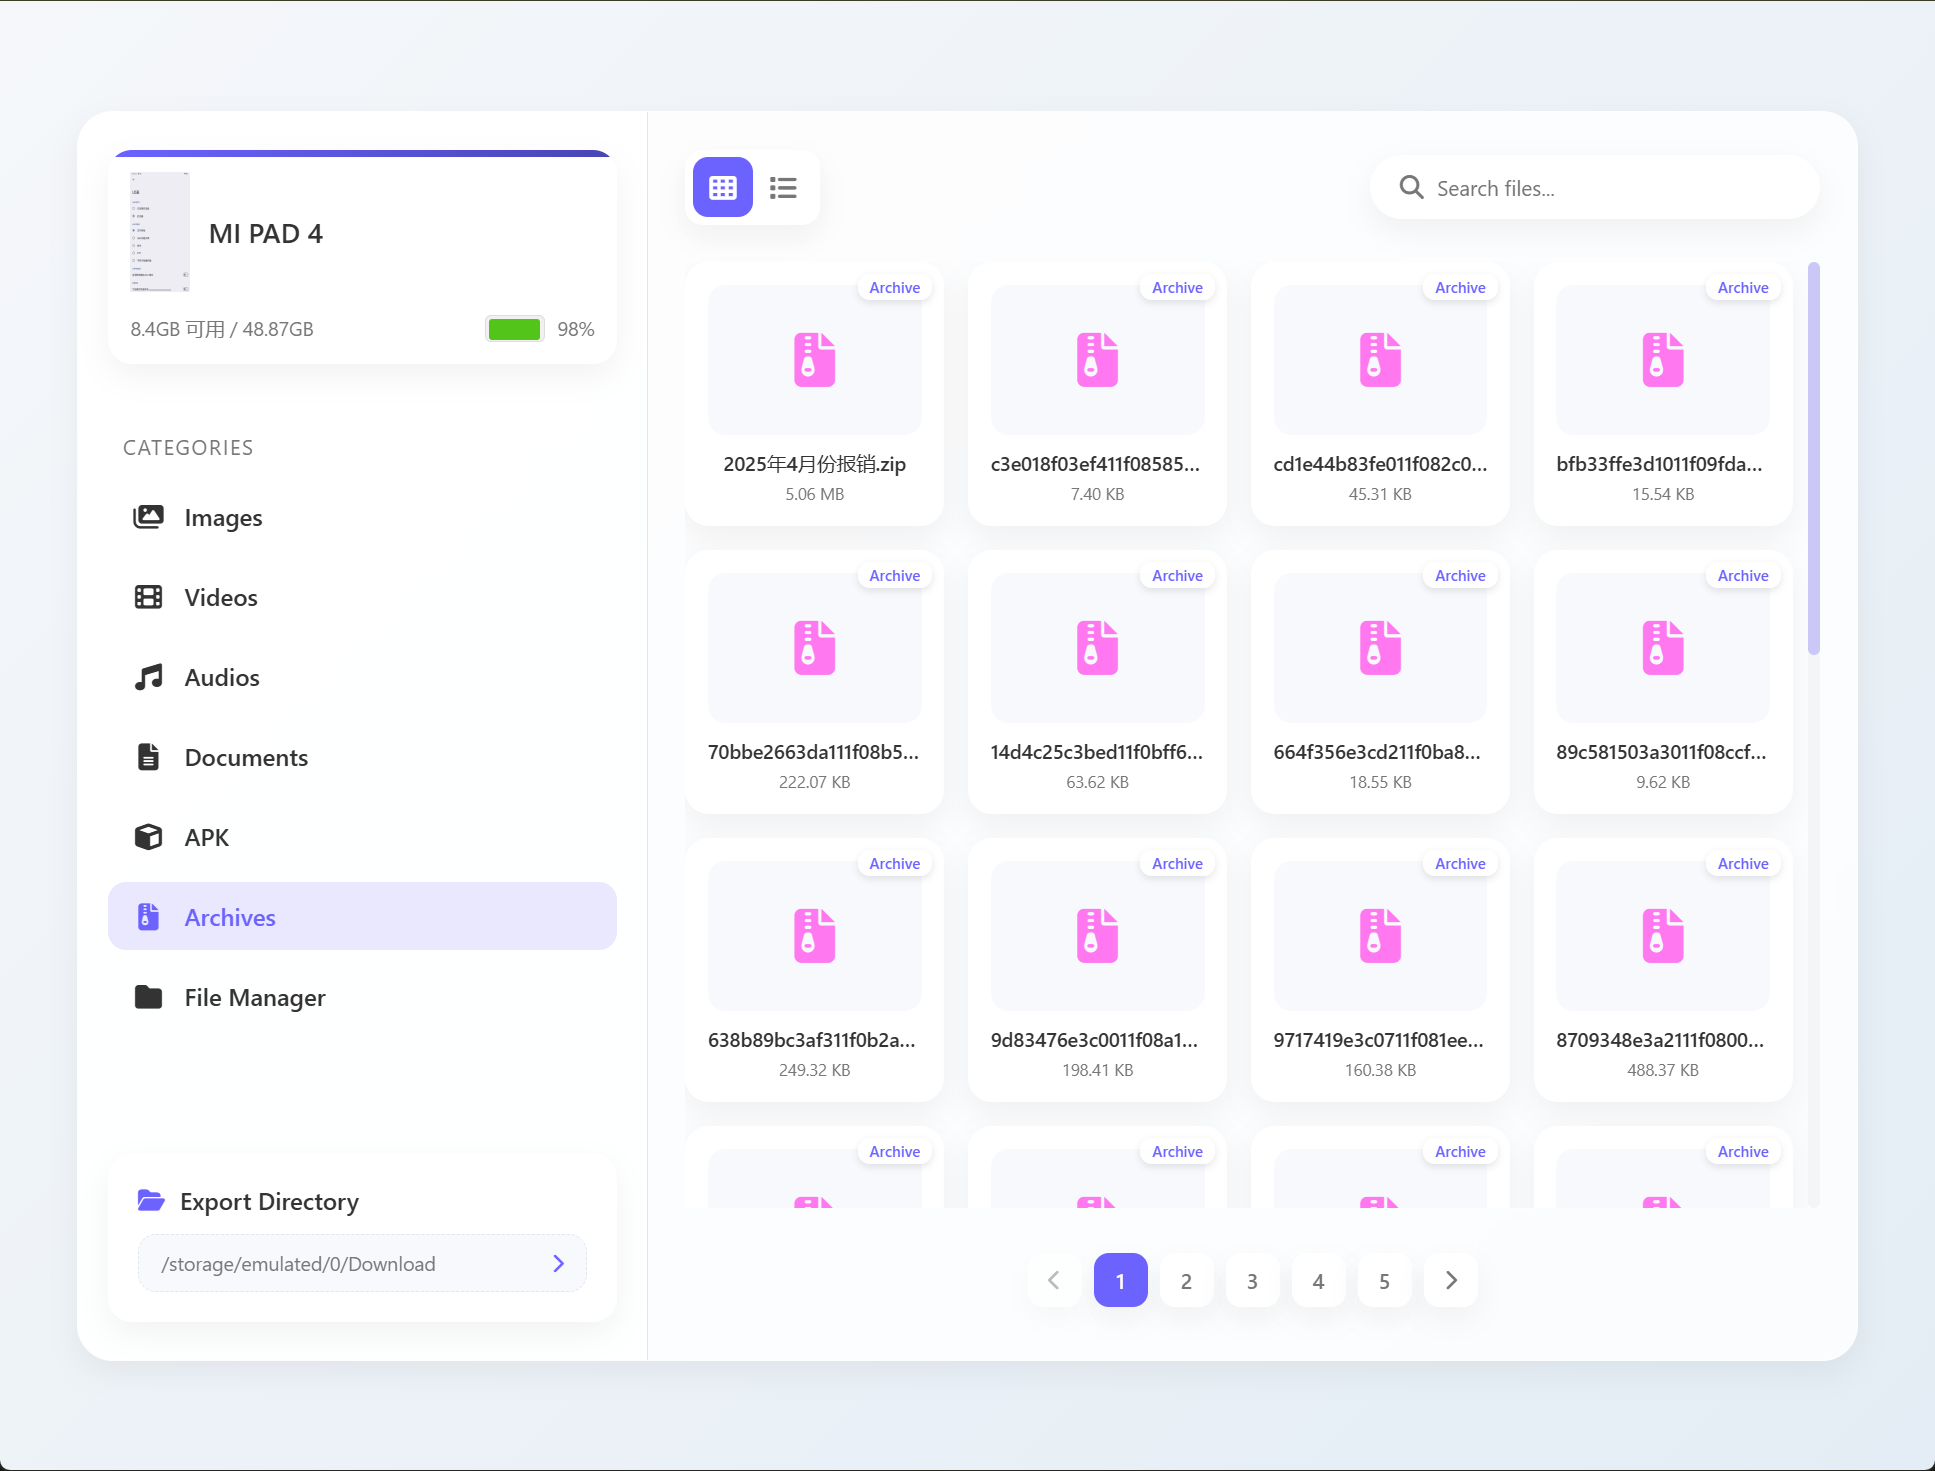 MI PAD 4
8.4GB 可用 / 48.87GB
98%
CATEGORIES
Images
Videos
Audios
Documents
APK
Archives
File Manager
Export Directory
/storage/emulated/0/Download
Search files...
Archive
2025年4月份报销.zip
5.06 MB
Archive
c3e018f03ef411f08585...
7.40 KB
Archive
cd1e44b83fe011f082c0...
45.31 KB
Archive
bfb33ffe3d1011f09fda...
15.54 KB
Archive
70bbe2663da111f08b5...
222.07 KB
Archive
14d4c25c3bed11f0bff6...
63.62 KB
Archive
664f356e3cd211f0ba8...
18.55 KB
Archive
89c581503a3011f08ccf...
9.62 KB
Archive
638b89bc3af311f0b2a...
249.32 KB
Archive
9d83476e3c0011f08a1...
198.41 KB
Archive
9717419e3c0711f081ee...
160.38 KB
Archive
8709348e3a2111f0800...
488.37 KB
Archive
Archive
Archive
Archive
1
2
3
4
5